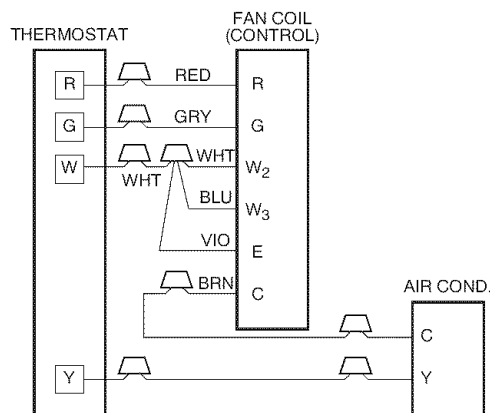 FAN COIL
(CONTROL)
THERMOSTAT
R RED R
G GRY G
W WHT WHT W₂
BLU W₃
VIO E
BRN C
AIR COND.
C
Y Y